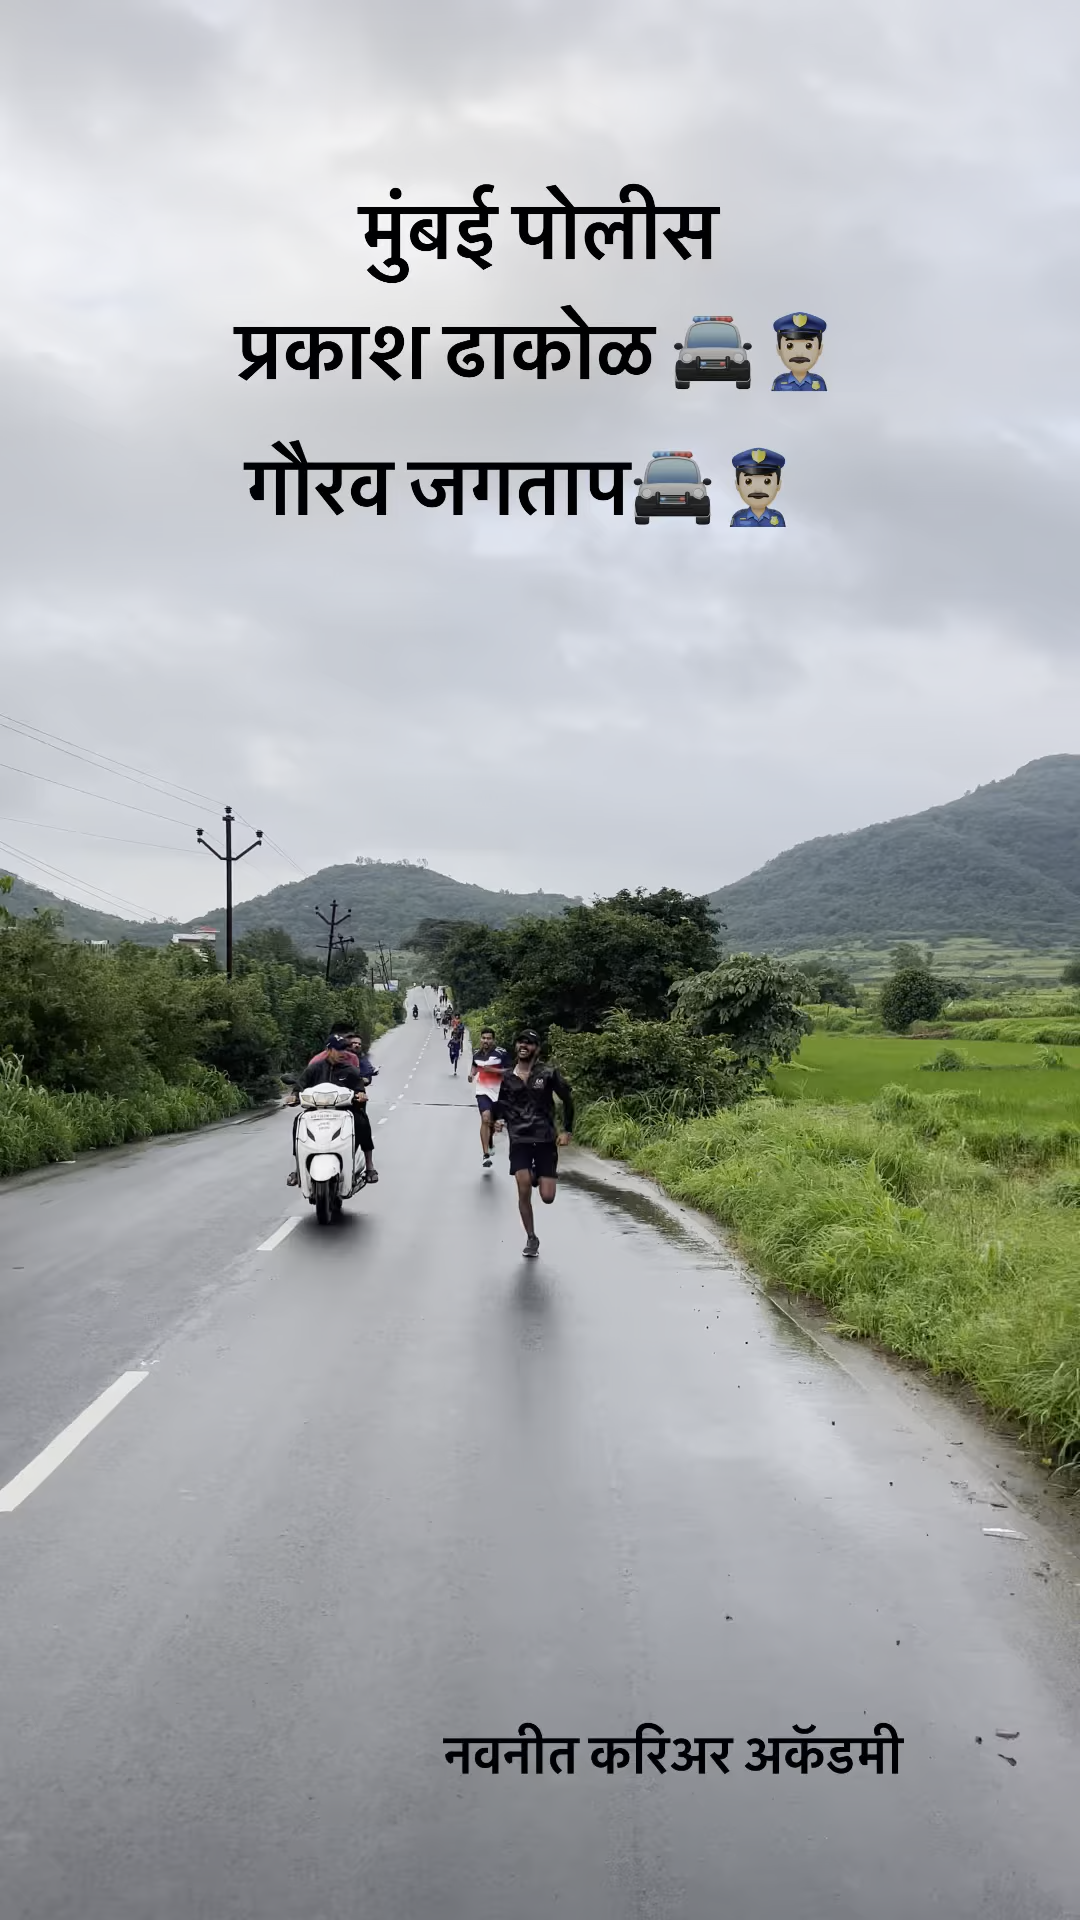 मुंबई पोलीस
प्रकाश ढाकोळ 🚔👮🏻‍♂️
गौरव जगताप🚔👮🏻‍♂️
नवनीत करिअर अकॅडमी